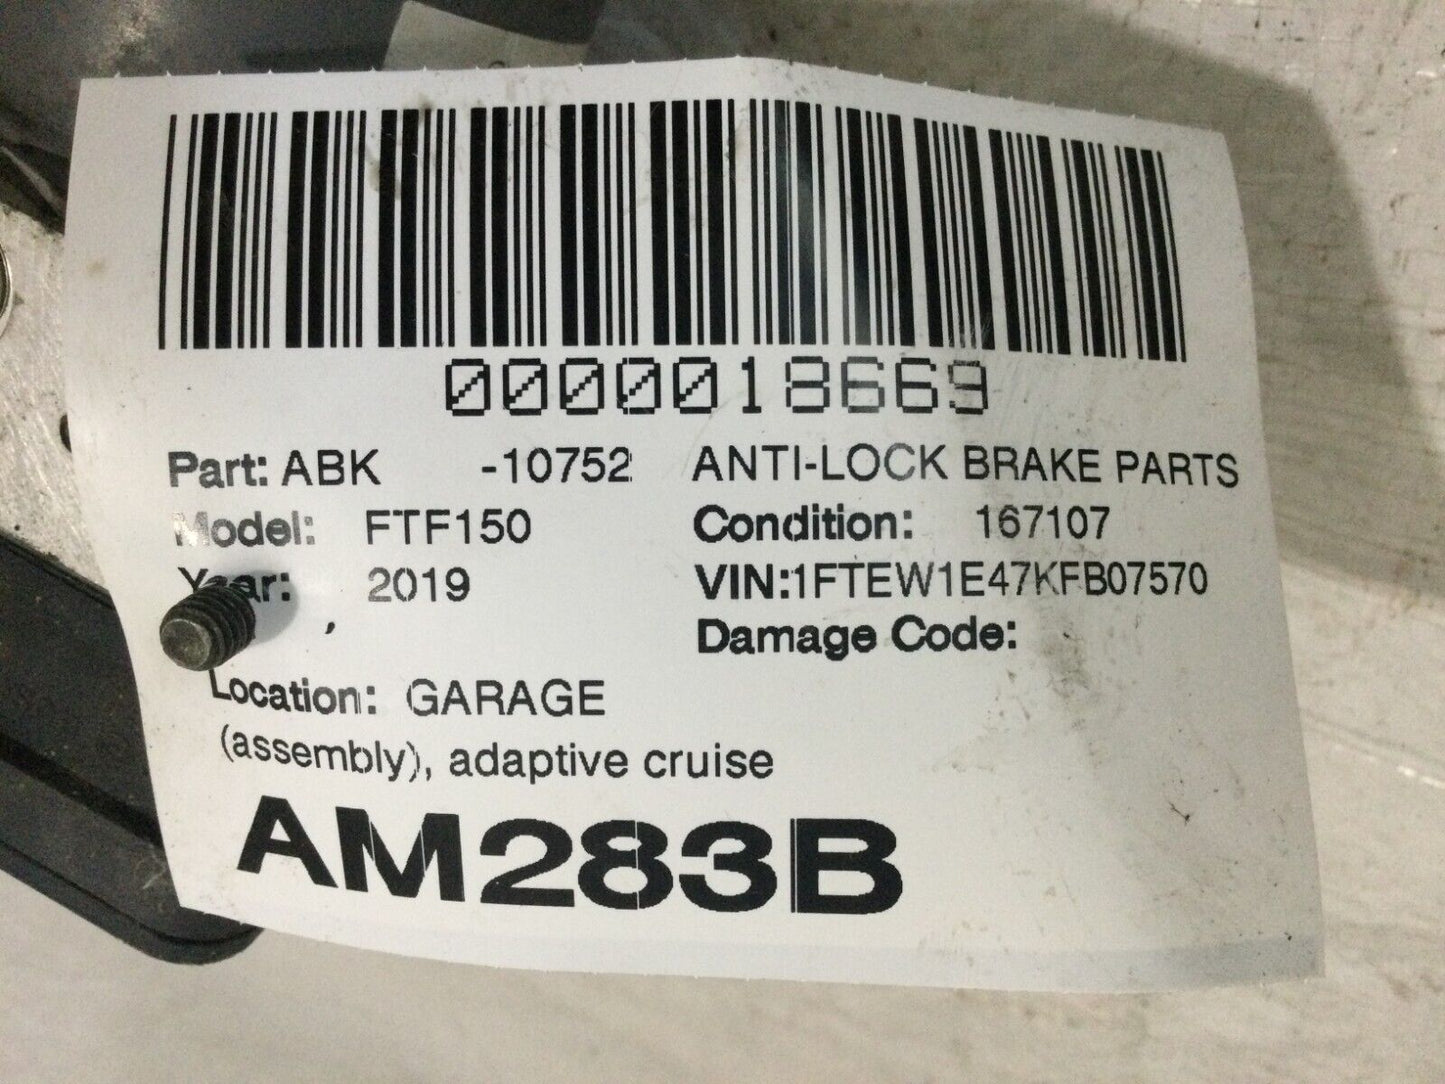 0000018669
Part: ABK -10752 ANTI-LOCK BRAKE PARTS
Model: FTF150 Condition: 167107
Year: 2019 VIN:1FTEW1E47KFB07570
, Damage Code:
Location: GARAGE
(assembly), adaptive cruise
AM283B